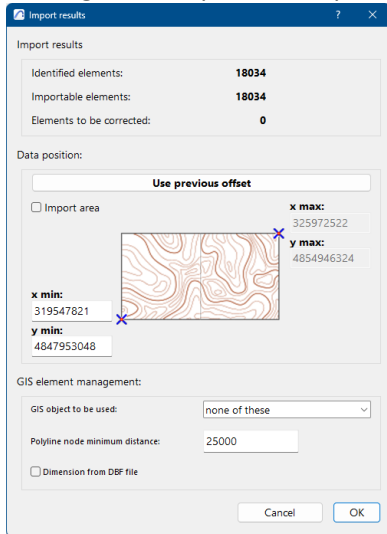 Import results
?
Import results
Identified elements: 18034
Importable elements: 18034
Elements to be corrected: 0
Data position:
Use previous offset
Import area
x max:
325972522
y max:
4854946324
x min:
319547821
y min:
4847953048
GIS element management:
GIS object to be used: none of these
Polyline node minimum distance: 25000
Dimension from DBF file
Cancel OK